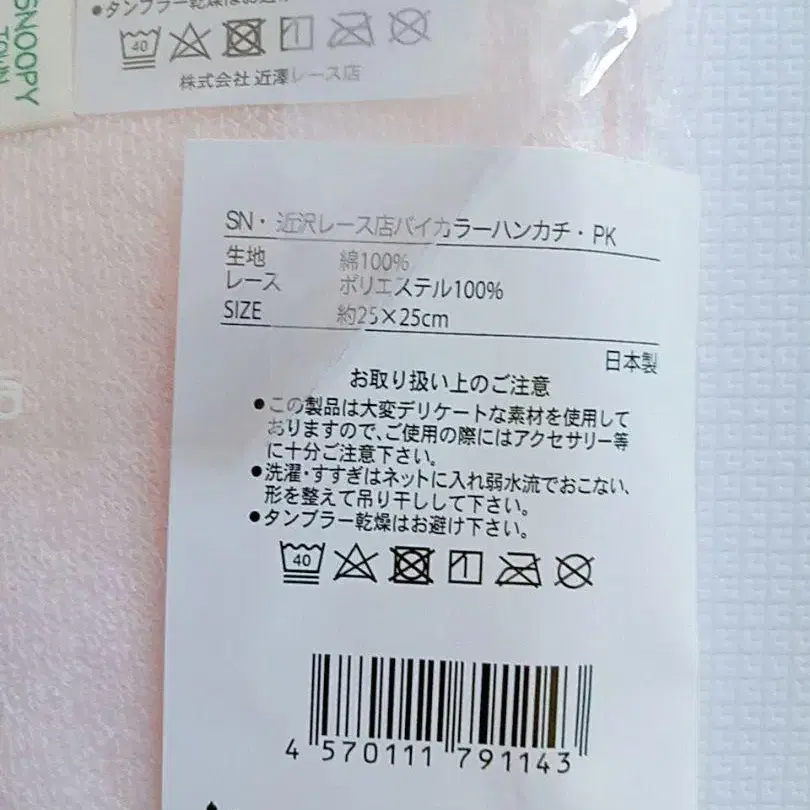 SNOOPY
TOWN
●タンブラー乾燥はお避け
40
株式会社 近澤レース店
SN・近沢レース店バイカラーハンカチ・PK
生地 綿100%
レース ポリエステル100%
SIZE 約25×25cm
日本製
お取り扱い上のご注意
●この製品は大変デリケートな素材を使用して
おりますので、ご使用の際にはアクセサリー等
に十分ご注意下さい。
●洗濯・すすぎはネットに入れ弱水流でおこない、
形を整えて吊り干しして下さい。
●タンブラー乾燥はお避け下さい。
40
4 570111 791143